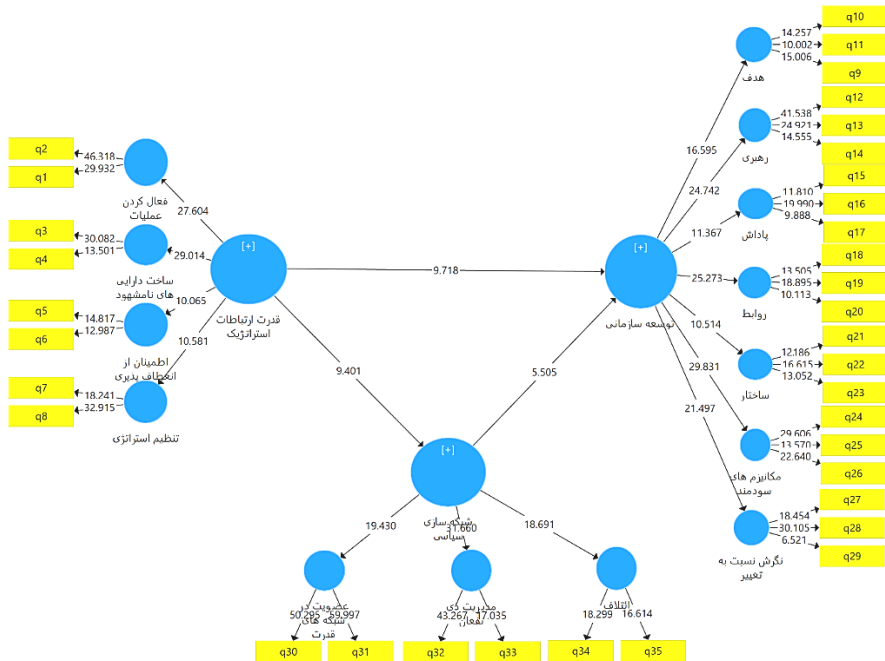 q10
14.257
10.002
q11
15.006
q9
هدف
q12
41.538
24.921
q13
14.555
q14
رهبری
q15
11.810
19.990
q16
9.888
q17
پاداش
q18
13.505
18.895
q19
10.113
q20
روابط
q21
12.186
16.615
q22
13.052
q23
ساختار
q24
29.606
13.570
q25
22.640
q26
مکانیزم های
سودمند
q27
18.454
30.105
q28
6.521
q29
نگرش نسبت به
تغییر
16.595
24.742
11.367
25.273
10.514
29.831
21.497
[+]
توسعه سازمانی
9.718
5.505
9.401
[+]
قدرت ارتباطات
استراتژیک
27.604
29.014
10.065
10.581
q2
46.318
29.932
q1
فعال کردن
عملیات
q3
30.082
13.501
q4
ساخت دارایی
های نامشهود
q5
14.817
12.987
q6
اطمینان از
انعطاف پذیری
q7
18.241
32.915
q8
تنظیم استراتژی
[+]
شبکه سازی
سیاسی
19.430
31.660
18.691
عضویت در
شبکه های
قدرت
50.295
59.997
q30
q31
مدیریت ذی
نفعان
43.267
17.035
q32
q33
ائتلاف
18.299
16.614
q34
q35